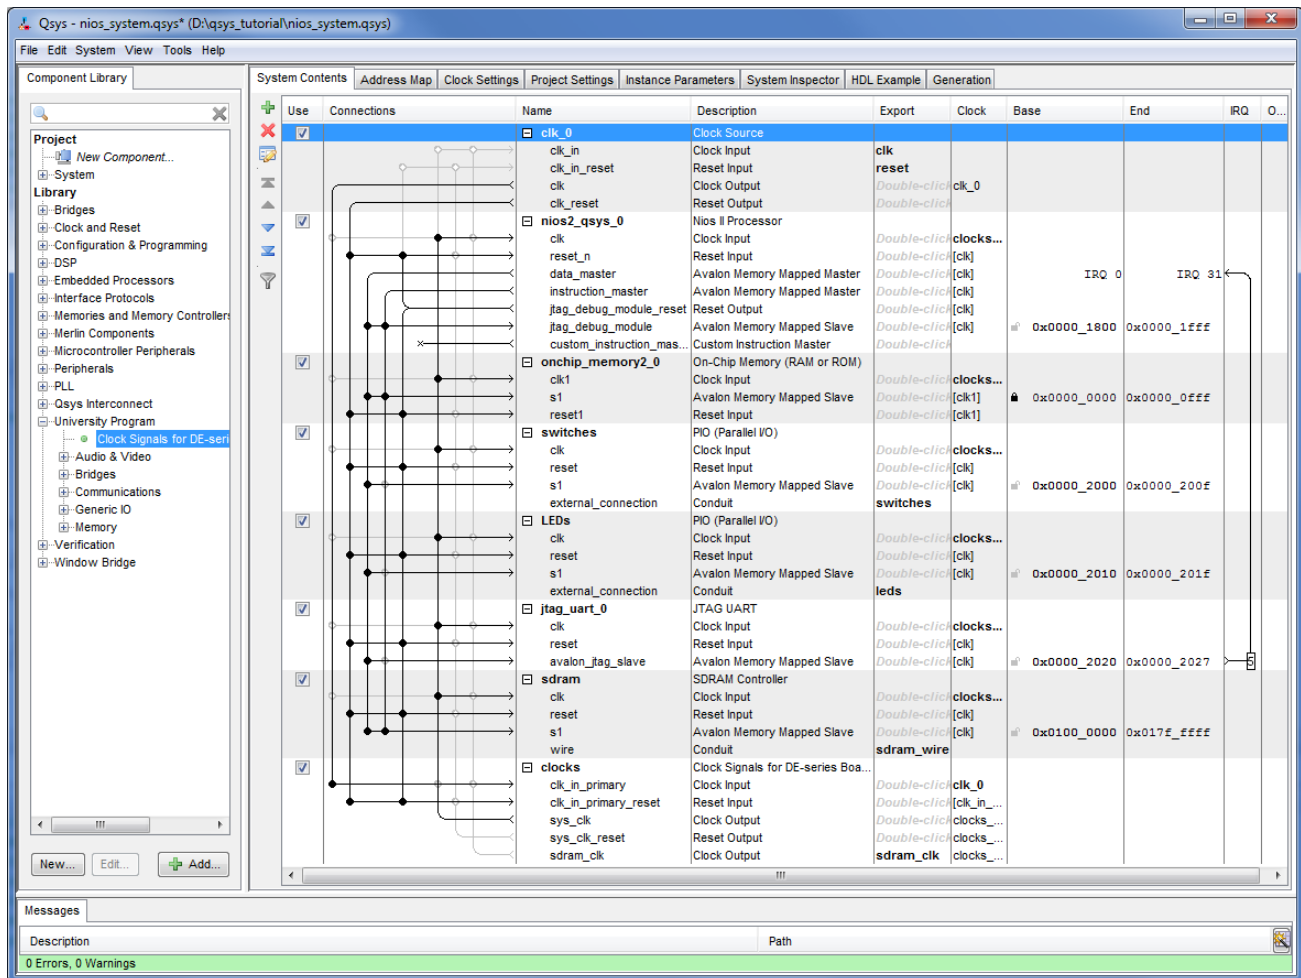 Qsys - nios_system.qsys* (D:\qsys_tutorial\nios_system.qsys)
File Edit System View Tools Help
Component Library
Project
New Component...
System
Library
Bridges
Clock and Reset
Configuration & Programming
DSP
Embedded Processors
Interface Protocols
Memories and Memory Controllers
Merlin Components
Microcontroller Peripherals
Peripherals
PLL
Qsys Interconnect
University Program
Clock Signals for DE-seri
Audio & Video
Bridges
Communications
Generic IO
Memory
Verification
Window Bridge
New... Edit... Add...
System Contents Address Map Clock Settings Project Settings Instance Parameters System Inspector HDL Example Generation
Use Connections Name Description Export Clock Base End IRQ O...
clk_0 Clock Source
clk_in Clock Input clk
clk_in_reset Reset Input reset
clk Clock Output Double-click clk_0
clk_reset Reset Output Double-click
nios2_qsys_0 Nios II Processor
clk Clock Input Double-click clocks...
reset_n Reset Input Double-click [clk]
data_master Avalon Memory Mapped Master Double-click [clk] IRQ 0 IRQ 31
instruction_master Avalon Memory Mapped Master Double-click [clk]
jtag_debug_module_reset Reset Output Double-click [clk]
jtag_debug_module Avalon Memory Mapped Slave Double-click [clk] 0x0000_1800 0x0000_1fff
custom_instruction_mas... Custom Instruction Master Double-click
onchip_memory2_0 On-Chip Memory (RAM or ROM)
clk1 Clock Input Double-click clocks...
s1 Avalon Memory Mapped Slave Double-click [clk1] 0x0000_0000 0x0000_0fff
reset1 Reset Input Double-click [clk1]
switches PIO (Parallel I/O)
clk Clock Input Double-click clocks...
reset Reset Input Double-click [clk]
s1 Avalon Memory Mapped Slave Double-click [clk] 0x0000_2000 0x0000_200f
external_connection Conduit switches
LEDs PIO (Parallel I/O)
clk Clock Input Double-click clocks...
reset Reset Input Double-click [clk]
s1 Avalon Memory Mapped Slave Double-click [clk] 0x0000_2010 0x0000_201f
external_connection Conduit leds
jtag_uart_0 JTAG UART
clk Clock Input Double-click clocks...
reset Reset Input Double-click [clk]
avalon_jtag_slave Avalon Memory Mapped Slave Double-click [clk] 0x0000_2020 0x0000_2027 5
sdram SDRAM Controller
clk Clock Input Double-click clocks...
reset Reset Input Double-click [clk]
s1 Avalon Memory Mapped Slave Double-click [clk] 0x0100_0000 0x017f_ffff
wire Conduit sdram_wire
clocks Clock Signals for DE-series Boa...
clk_in_primary Clock Input Double-click clk_0
clk_in_primary_reset Reset Input Double-click [clk_in_...
sys_clk Clock Output Double-click clocks_...
sys_clk_reset Reset Output Double-click clocks_...
sdram_clk Clock Output sdram_clk clocks_...
Messages
Description Path
0 Errors, 0 Warnings